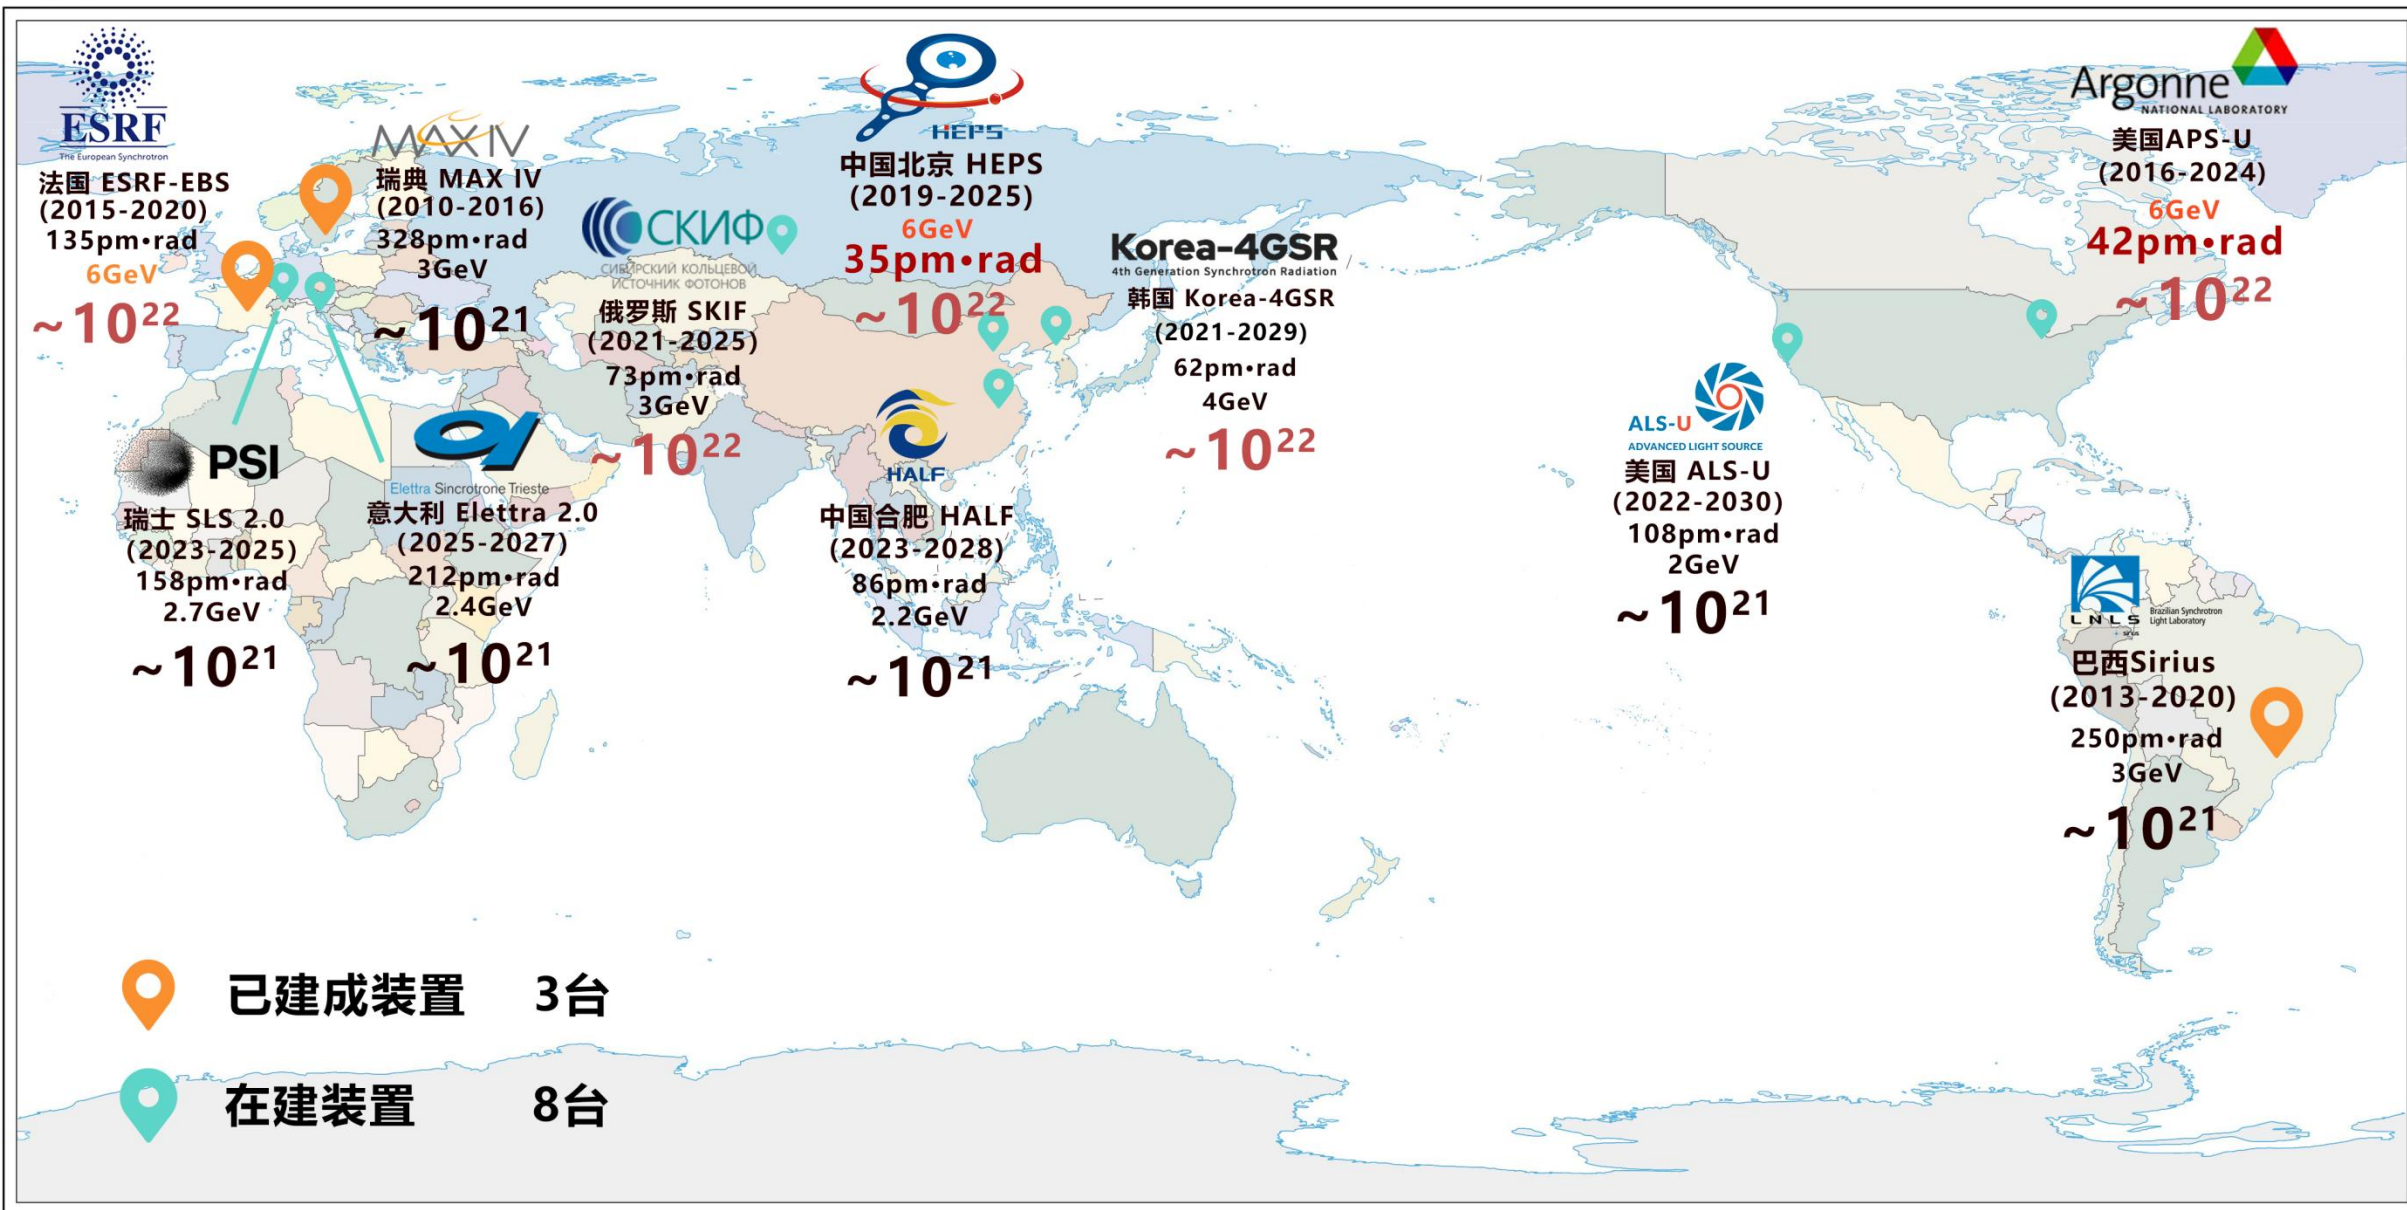 ESRF
The European Synchrotron
法国 ESRF-EBS
(2015-2020)
135pm•rad
6GeV
~10²²
MAXIV
瑞典 MAX IV
(2010-2016)
328pm•rad
3GeV
~10²¹
СКИФ
СИБИРСКИЙ КОЛЬЦЕВОЙ
ИСТОЧНИК ФОТОНОВ
俄罗斯 SKIF
(2021-2025)
73pm•rad
3GeV
~10²²
HEPS
中国北京 HEPS
(2019-2025)
6GeV
35pm•rad
~10²²
Korea-4GSR
4th Generation Synchrotron Radiation
韩国 Korea-4GSR
(2021-2029)
62pm•rad
4GeV
~10²²
Argonne
NATIONAL LABORATORY
美国APS-U
(2016-2024)
6GeV
42pm•rad
~10²²
PSI
瑞士 SLS 2.0
(2023-2025)
158pm•rad
2.7GeV
~10²¹
Elettra Sincrotrone Trieste
意大利 Elettra 2.0
(2025-2027)
212pm•rad
2.4GeV
~10²¹
HALF
中国合肥 HALF
(2023-2028)
86pm•rad
2.2GeV
~10²¹
ALS-U
ADVANCED LIGHT SOURCE
美国 ALS-U
(2022-2030)
108pm•rad
2GeV
~10²¹
LNLS
Brazilian Synchrotron
Light Laboratory
巴西Sirius
(2013-2020)
250pm•rad
3GeV
~10²¹
已建成装置 3台
在建装置 8台